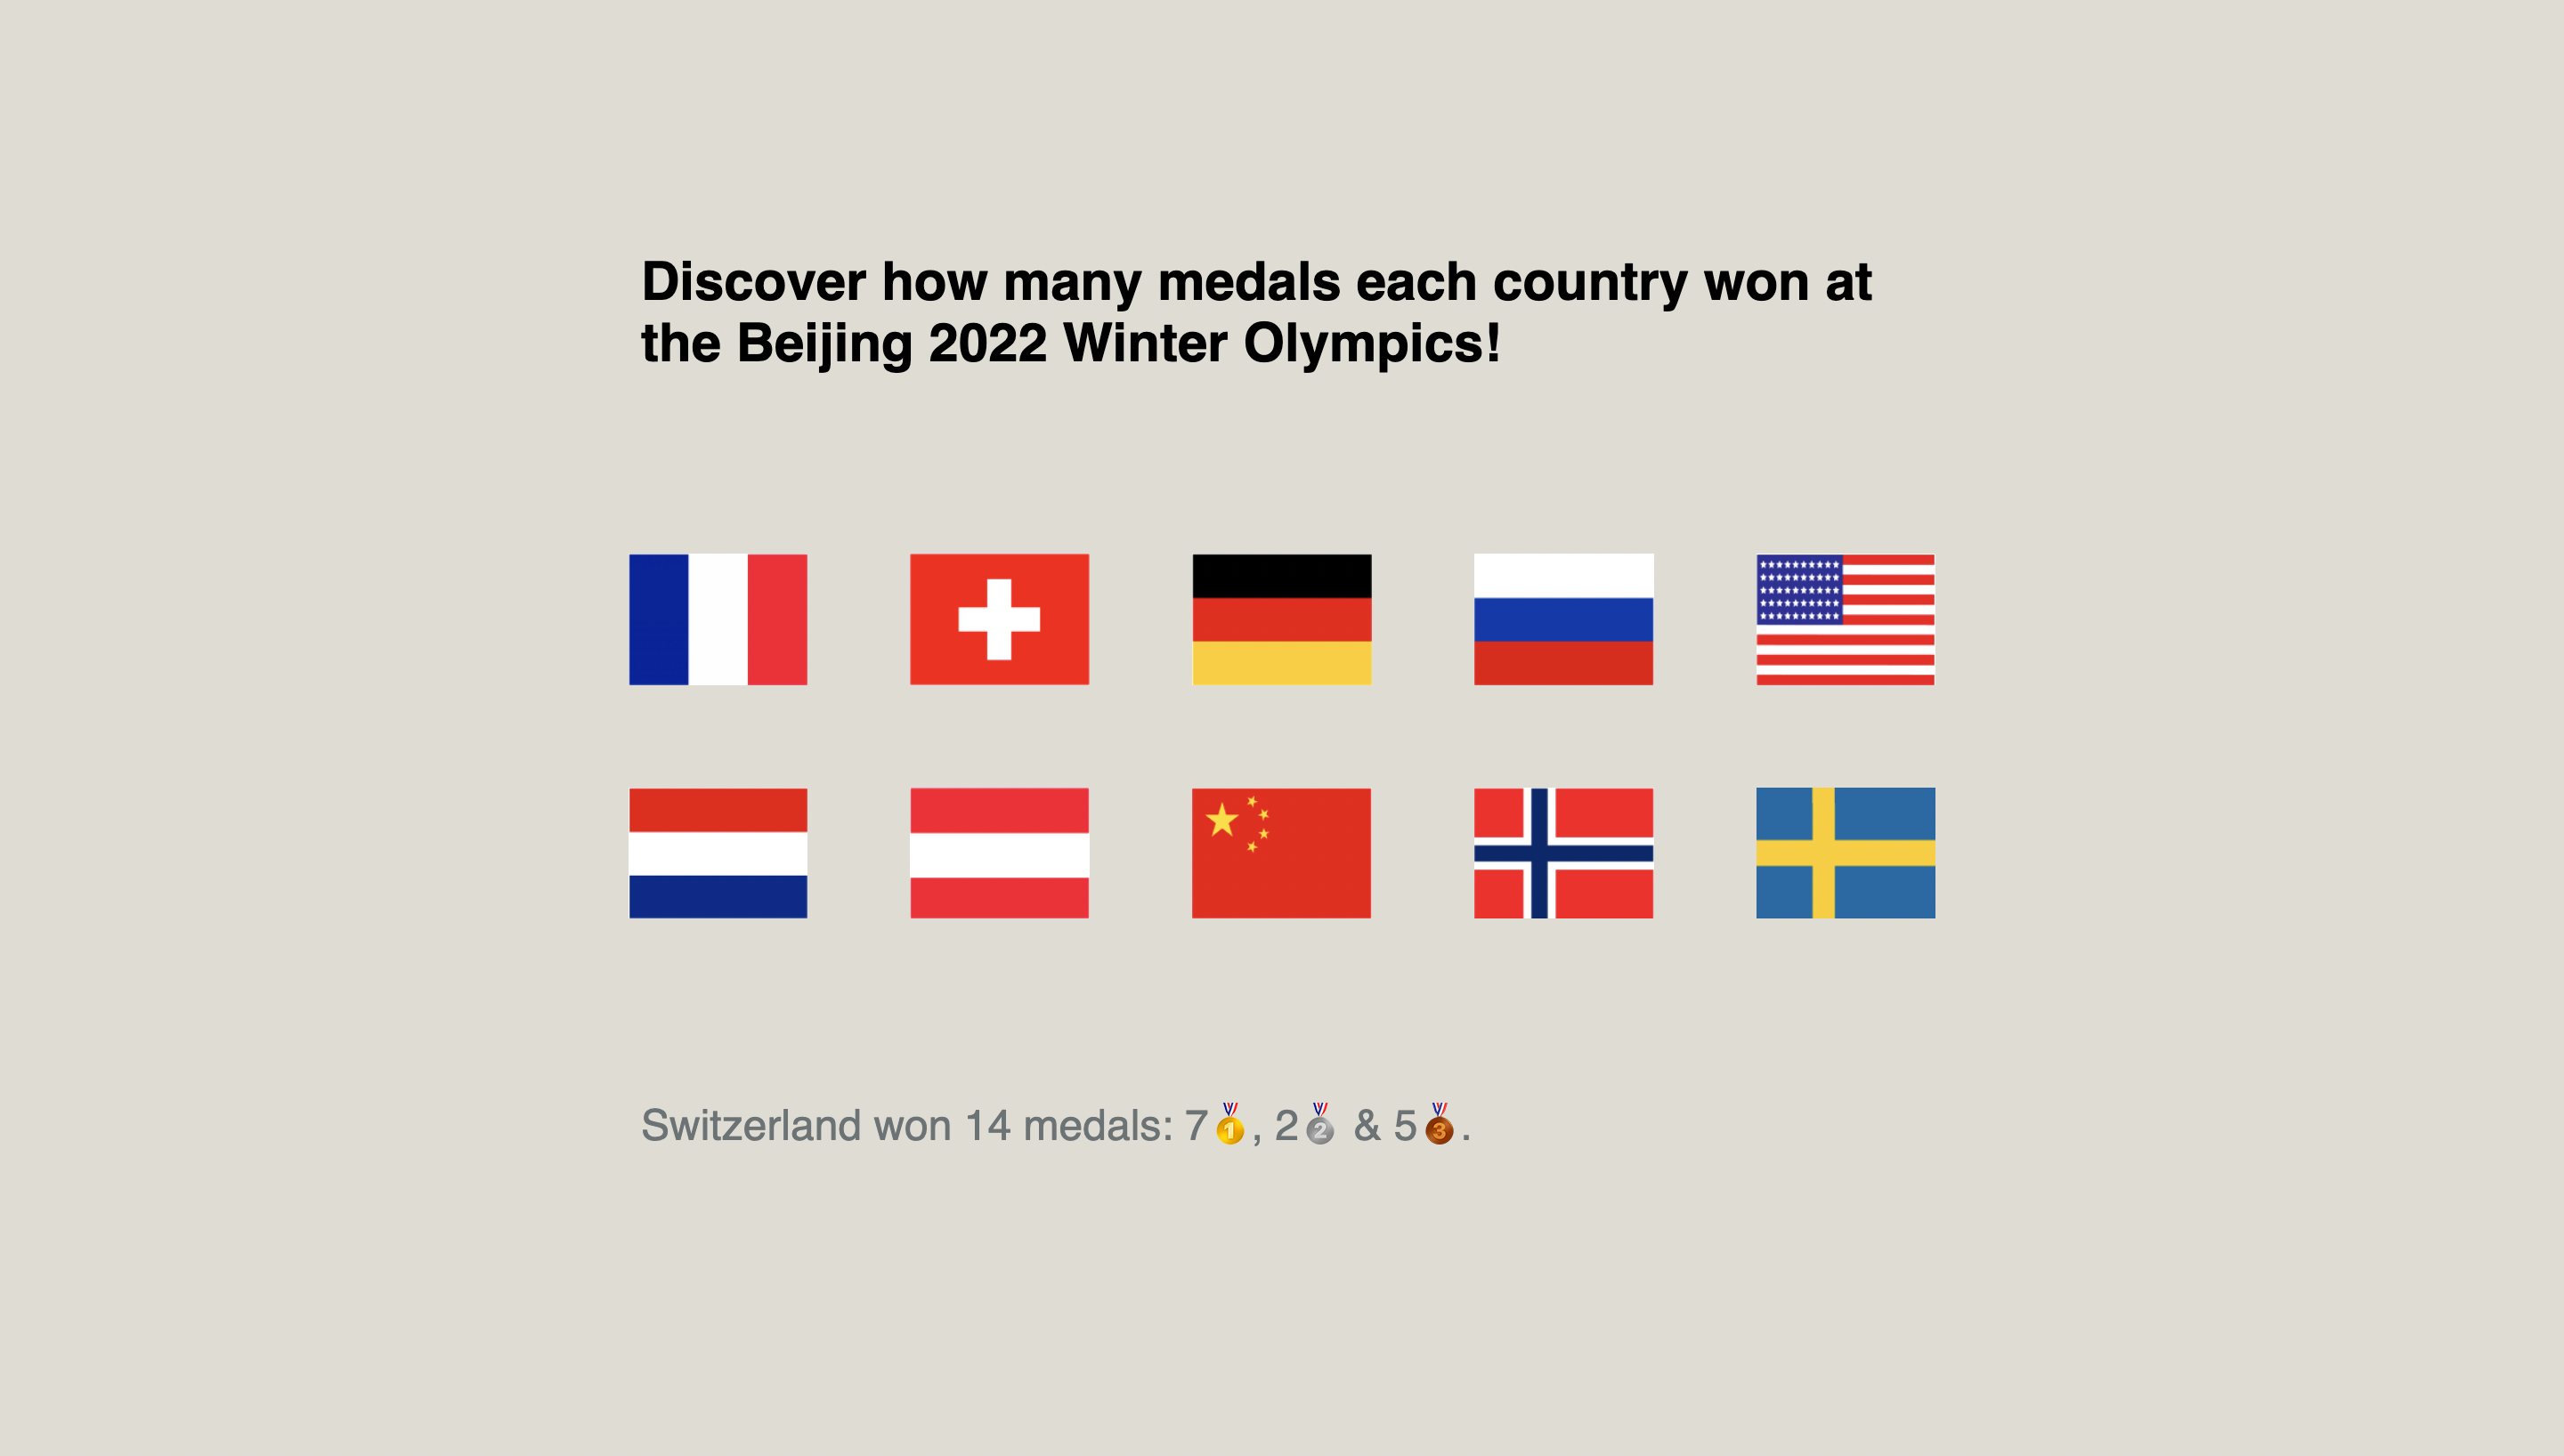 Discover how many medals each country won at
the Beijing 2022 Winter Olympics!
Switzerland won 14 medals: 7🥇, 2🥈 & 5🥉.